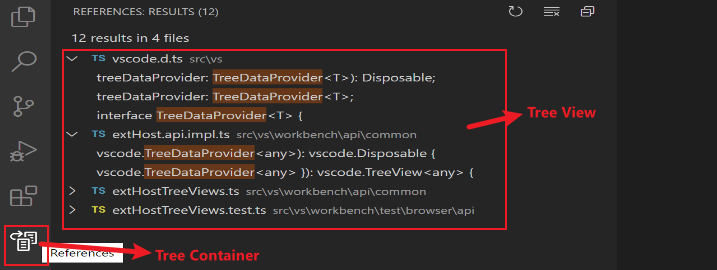 REFERENCES: RESULTS (12)
12 results in 4 files
TS vscode.d.ts src\vs
treeDataProvider: TreeDataProvider<T>): Disposable;
treeDataProvider: TreeDataProvider<T>;
interface TreeDataProvider<T> {
TS extHost.api.impl.ts src\vs\workbench\api\common
vscode.TreeDataProvider<any>): vscode.Disposable {
vscode.TreeDataProvider<any> }): vscode.TreeView<any> {
TS extHostTreeViews.ts src\vs\workbench\api\common
TS extHostTreeViews.test.ts src\vs\workbench\test\browser\api
Tree View
References
Tree Container